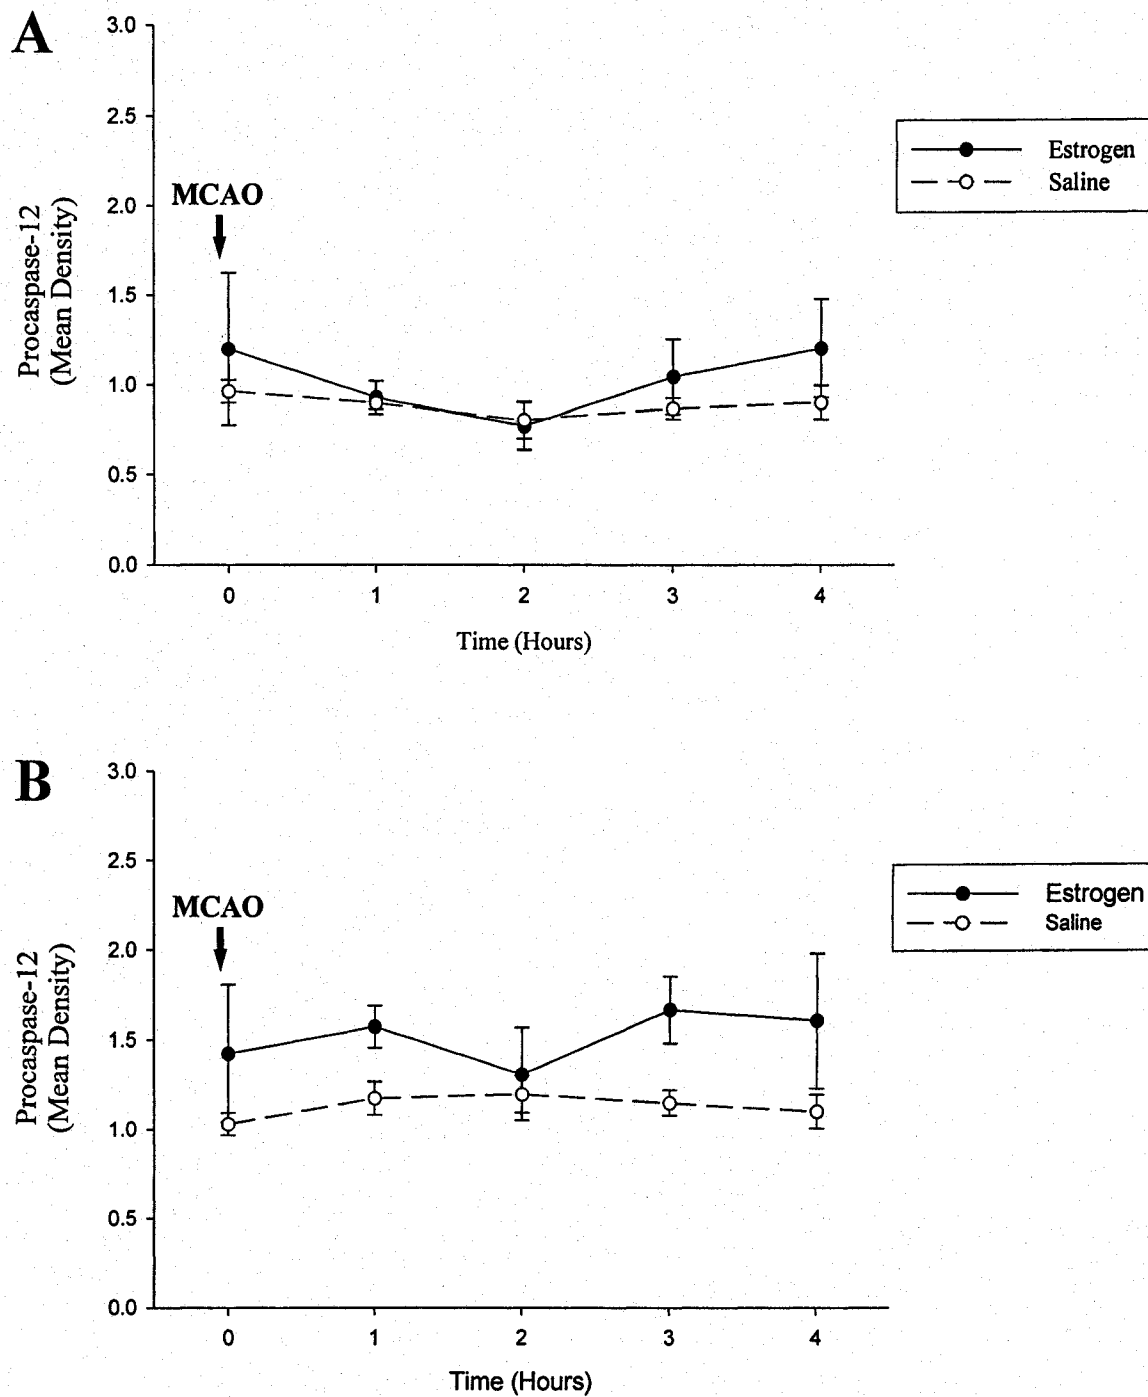 A
3.0
2.5
2.0
1.5
1.0
0.5
0.0
Procaspase-12
(Mean Density)
MCAO
Estrogen
Saline
0 1 2 3 4
Time (Hours)
B
3.0
2.5
2.0
1.5
1.0
0.5
0.0
Procaspase-12
(Mean Density)
MCAO
Estrogen
Saline
0 1 2 3 4
Time (Hours)